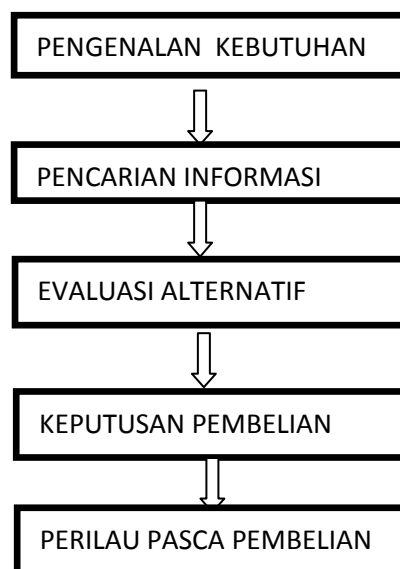 PENGENALAN KEBUTUHAN
PENCARIAN INFORMASI
EVALUASI ALTERNATIF
KEPUTUSAN PEMBELIAN
PERILAU PASCA PEMBELIAN